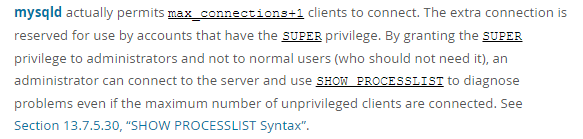 mysqld actually permits max_connections+1 clients to connect. The extra connection is
reserved for use by accounts that have the SUPER privilege. By granting the SUPER
privilege to administrators and not to normal users (who should not need it), an
administrator can connect to the server and use SHOW PROCESSLIST to diagnose
problems even if the maximum number of unprivileged clients are connected. See
Section 13.7.5.30, “SHOW PROCESSLIST Syntax”.